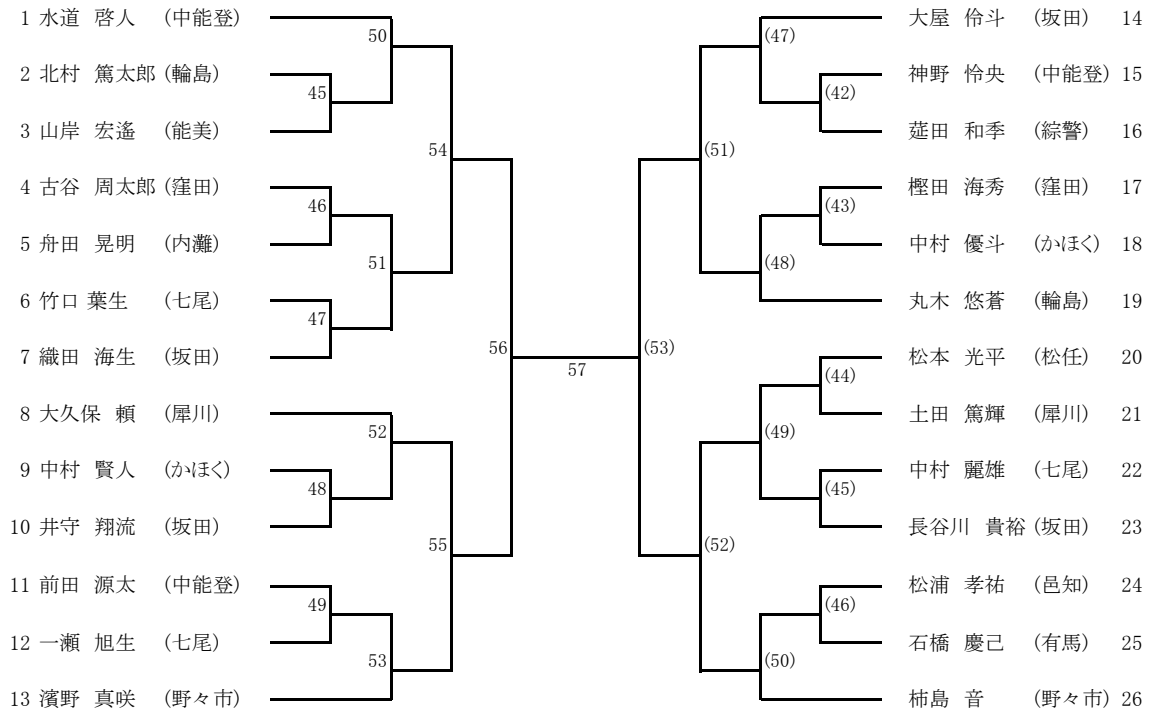 1 水道 啓人 (中能登)
50
2 北村 篤太郎 (輪島)
45
3 山岸 宏遙 (能美)
54
4 古谷 周太郎 (窪田)
46
5 舟田 晃明 (内灘)
51
6 竹口 葉生 (七尾)
47
7 織田 海生 (坂田)
56
57
8 大久保 頼 (犀川)
52
9 中村 賢人 (かほく)
48
10 井守 翔流 (坂田)
55
11 前田 源太 (中能登)
49
12 一瀬 旭生 (七尾)
53
13 濱野 真咲 (野々市)
大屋 伶斗 (坂田) 14
(47)
神野 怜央 (中能登) 15
(42)
莚田 和季 (綜警) 16
(51)
樫田 海秀 (窪田) 17
(43)
中村 優斗 (かほく) 18
(48)
丸木 悠蒼 (輪島) 19
(53)
松本 光平 (松任) 20
(44)
土田 篤輝 (犀川) 21
(49)
中村 麗雄 (七尾) 22
(45)
長谷川 貴裕 (坂田) 23
(52)
松浦 孝祐 (邑知) 24
(46)
石橋 慶己 (有馬) 25
(50)
柿島 音 (野々市) 26